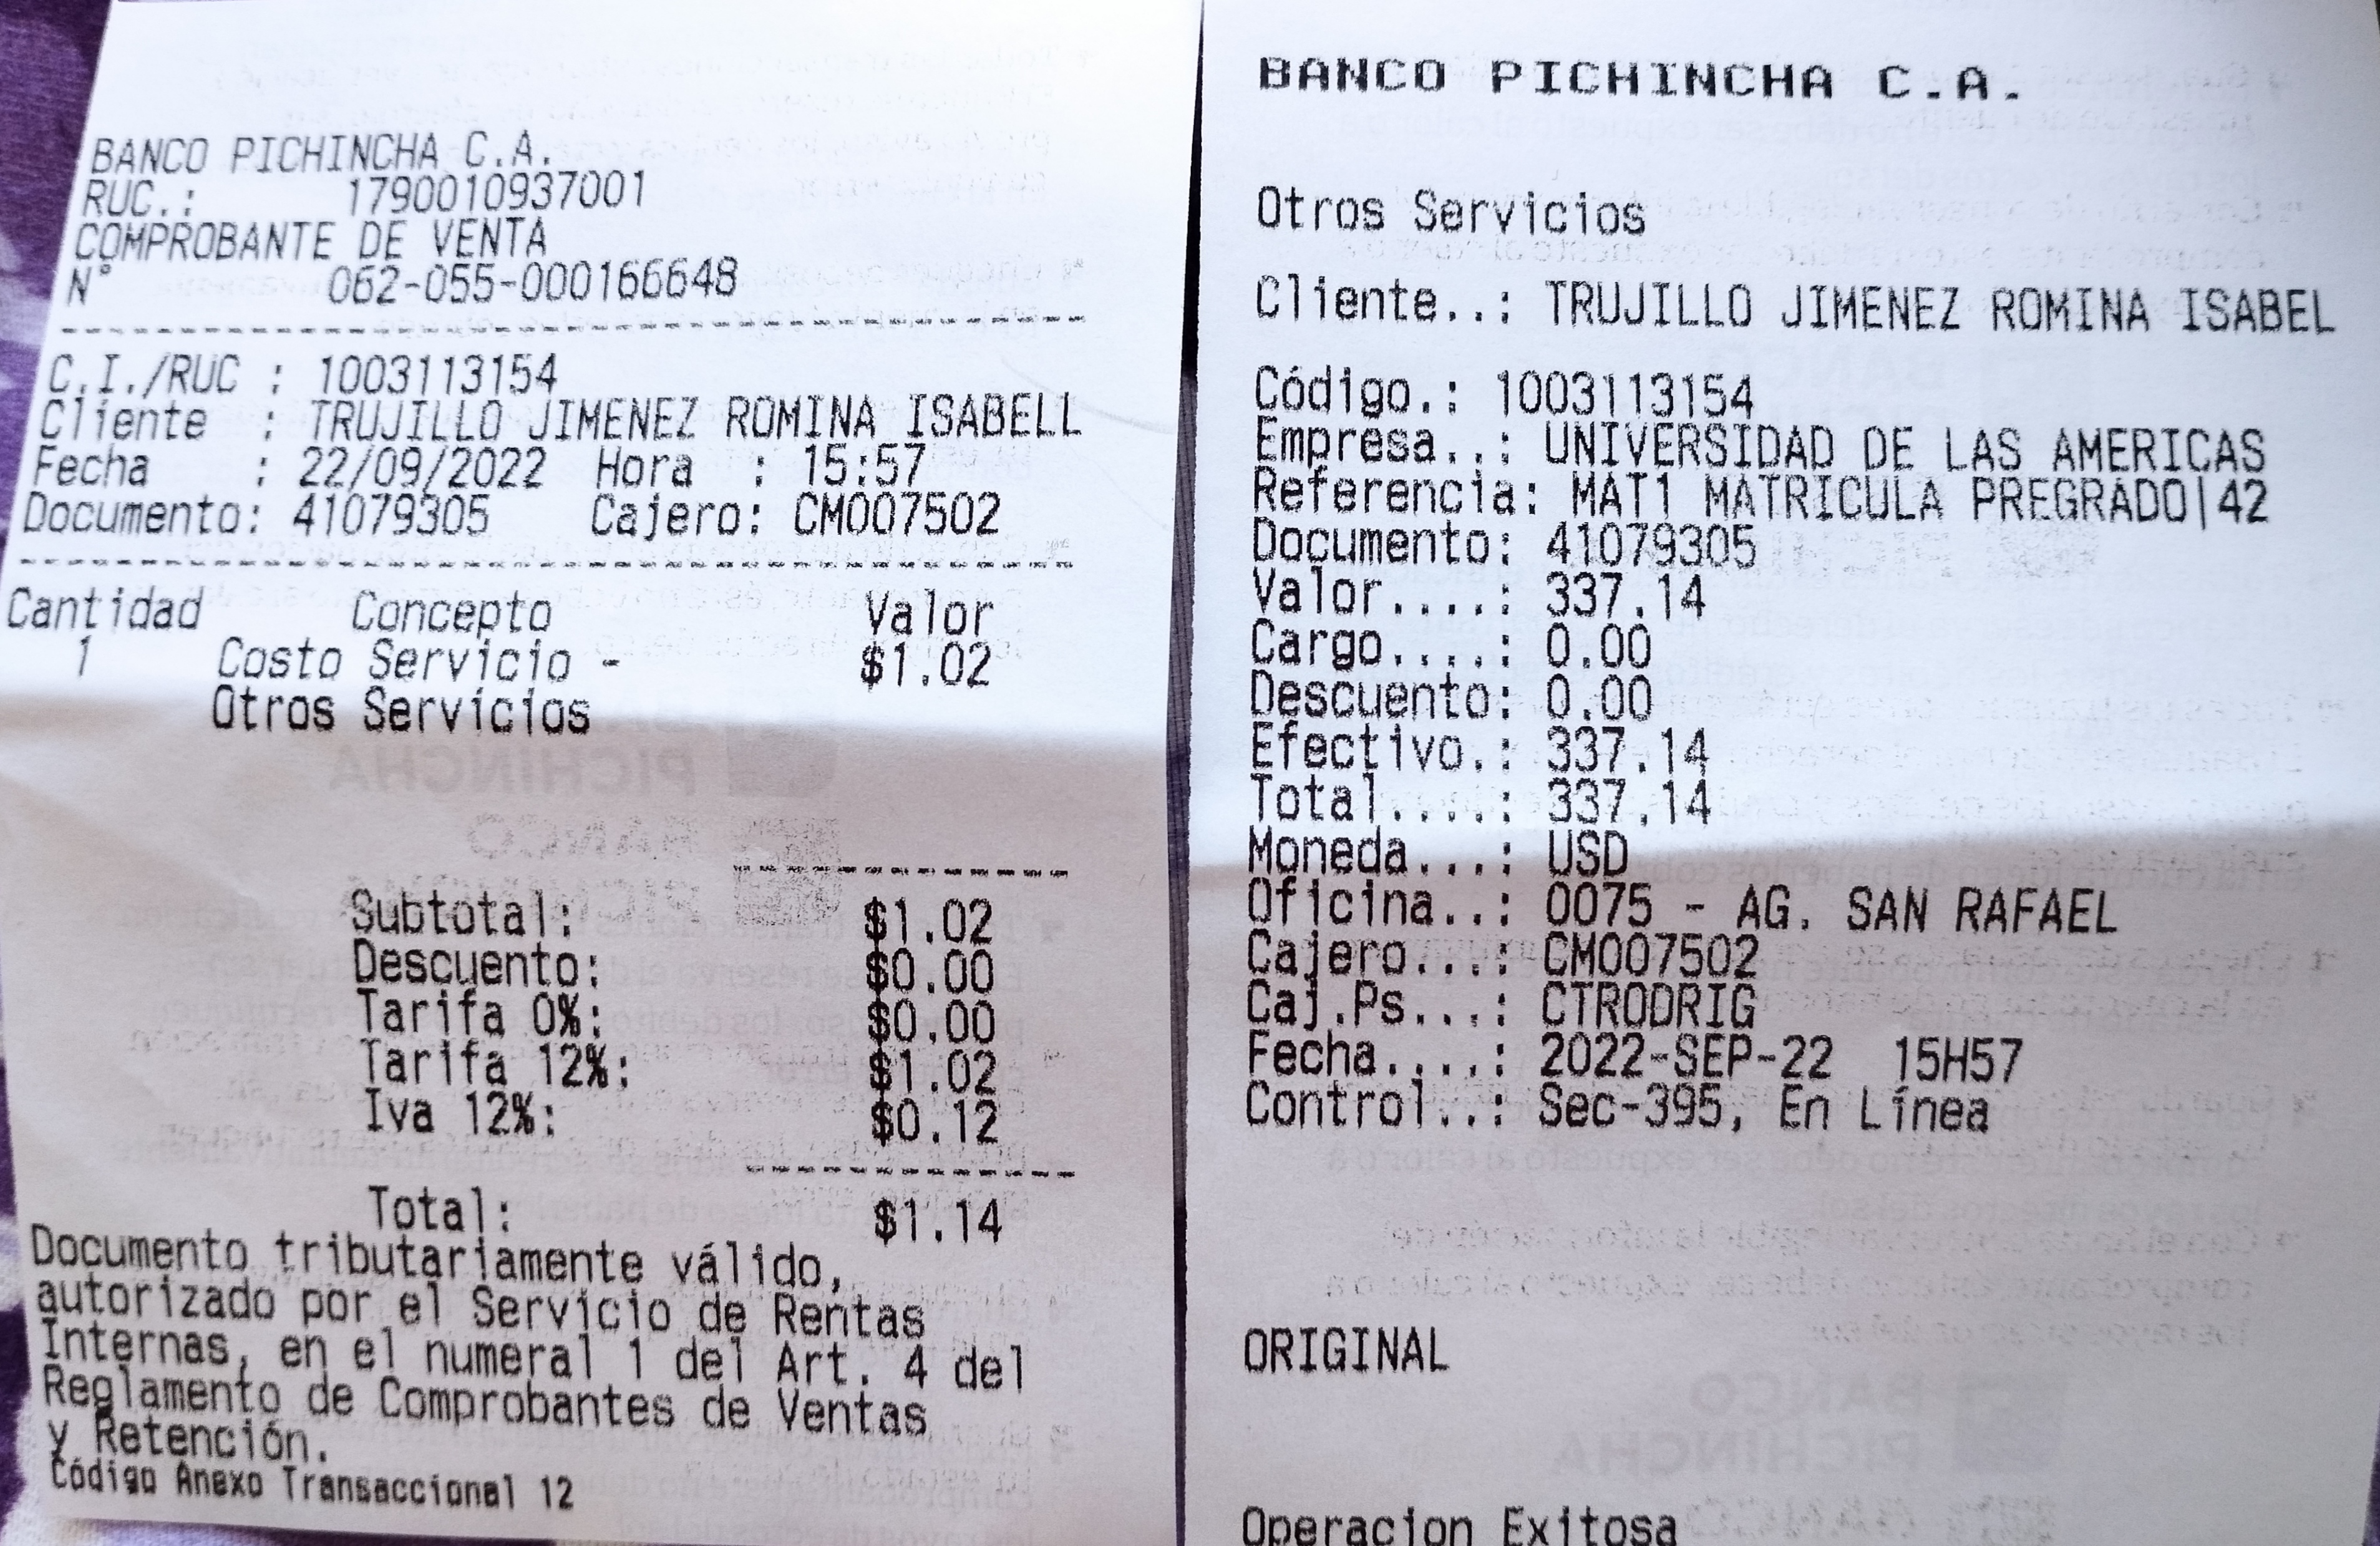 BANCO PICHINCHA C.A.
RUC.: 1790010937001
COMPROBANTE DE VENTA
N° 062-055-000166648
C.I./RUC : 1003113154
Cliente : TRUJILLO JIMENEZ ROMINA ISABELL
Fecha : 22/09/2022 Hora : 15:57
Documento: 41079305 Cajero: CM007502
Cantidad Concepto Valor
1 Costo Servicio - $1.02
Otros Servicios
Subtotal: $1.02
Descuento: $0.00
Tarifa 0%: $0.00
Tarifa 12%: $1.02
Iva 12%: $0.12
Total: $1.14
Documento tributariamente válido,
autorizado por el Servicio de Rentas
Internas, en el numeral 1 del Art. 4 del
Reglamento de Comprobantes de Ventas
y Retención.
Código Anexo Transaccional 12
BANCO PICHINCHA C.A.
Otros Servicios
Cliente..: TRUJILLO JIMENEZ ROMINA ISABEL
Código.: 1003113154
Empresa..: UNIVERSIDAD DE LAS AMERICAS
Referencia: MAT1 MATRICULA PREGRADO|42
Documento: 41079305
Valor....: 337.14
Cargo....: 0.00
Descuento: 0.00
Efectivo.: 337.14
Total....: 337.14
Moneda...: USD
Oficina..: 0075 - AG. SAN RAFAEL
Cajero...: CM007502
Caj.Ps...: CTRODRIG
Fecha....: 2022-SEP-22 15H57
Control..: Sec-395, En Línea
ORIGINAL
Operacion Exitosa